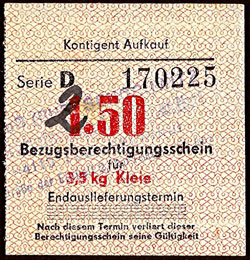 Kontigent Aufkauf
Serie D 170225
2
1.50
Bezugsberechtigungsschein
für
3,5 kg Kleie
Endauslieferungstermin
Nach diesem Termin verliert dieser
Berechtigungsschein seine Gültigkeit